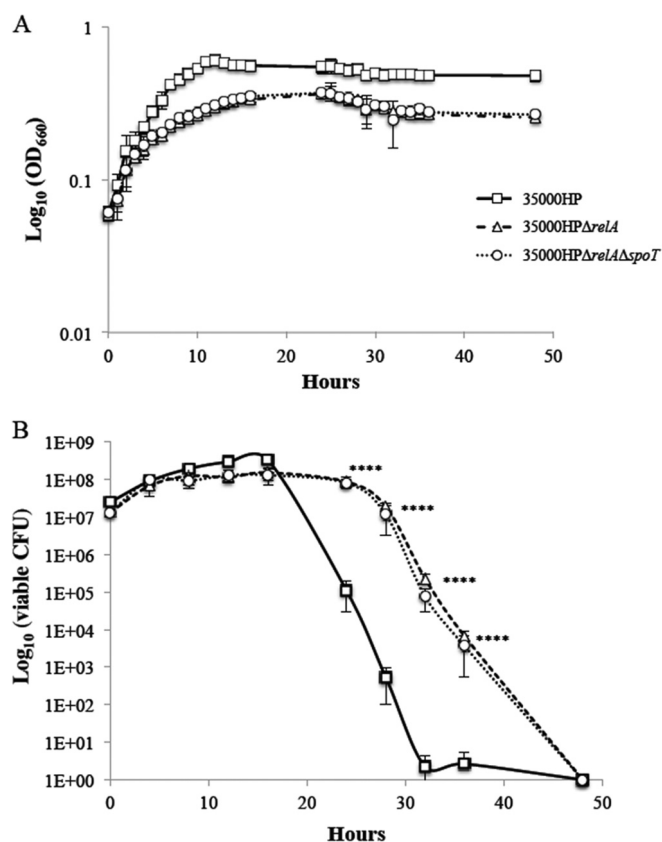 A
1
0.1
0.01
Log₁₀ (OD₆₆₀)
0 10 20 30 40 50
Hours
35000HP
35000HPΔrelA
35000HPΔrelAΔspoT
B
1E+09
1E+08
1E+07
1E+06
1E+05
1E+04
1E+03
1E+02
1E+01
1E+00
Log₁₀ (viable CFU)
****
****
****
****
0 10 20 30 40 50
Hours